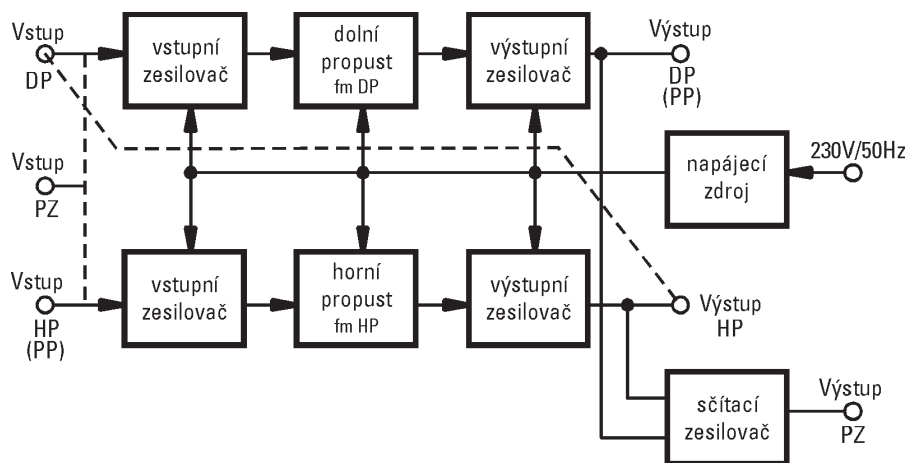 Vstup
DP
vstupní
zesilovač
dolní
propust
fm DP
výstupní
zesilovač
Výstup
DP
(PP)
Vstup
PZ
napájecí
zdroj
230V/50Hz
Vstup
HP
(PP)
vstupní
zesilovač
horní
propust
fm HP
výstupní
zesilovač
Výstup
HP
sčítací
zesilovač
Výstup
PZ